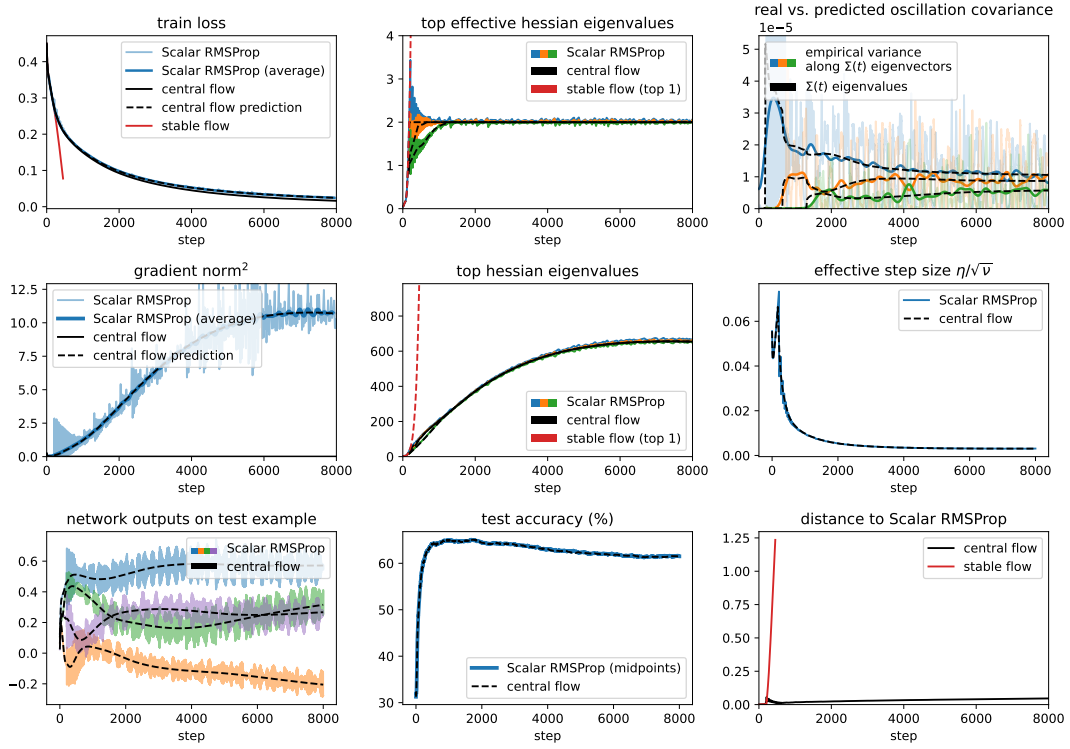 train loss
0.4
0.3
0.2
0.1
0.0
Scalar RMSProp
Scalar RMSProp (average)
central flow
central flow prediction
stable flow
0 2000 4000 6000 8000
step
top effective hessian eigenvalues
4
3
2
1
0
Scalar RMSProp
central flow
stable flow (top 1)
0 2000 4000 6000 8000
step
real vs. predicted oscillation covariance
1e−5
5
4
3
2
1
0
empirical variance
along Σ(t) eigenvectors
Σ(t) eigenvalues
0 2000 4000 6000 8000
step
gradient norm²
12.5
10.0
7.5
5.0
2.5
0.0
Scalar RMSProp
Scalar RMSProp (average)
central flow
central flow prediction
0 2000 4000 6000 8000
step
top hessian eigenvalues
800
600
400
200
0
Scalar RMSProp
central flow
stable flow (top 1)
0 2000 4000 6000 8000
step
effective step size η/√ν
0.06
0.04
0.02
0.00
Scalar RMSProp
central flow
0 2000 4000 6000 8000
step
network outputs on test example
0.6
0.4
0.2
0.0
−0.2
Scalar RMSProp
central flow
0 2000 4000 6000 8000
step
test accuracy (%)
60
50
40
30
Scalar RMSProp (midpoints)
central flow
0 2000 4000 6000 8000
step
distance to Scalar RMSProp
1.25
1.00
0.75
0.50
0.25
0.00
central flow
stable flow
0 2000 4000 6000 8000
step